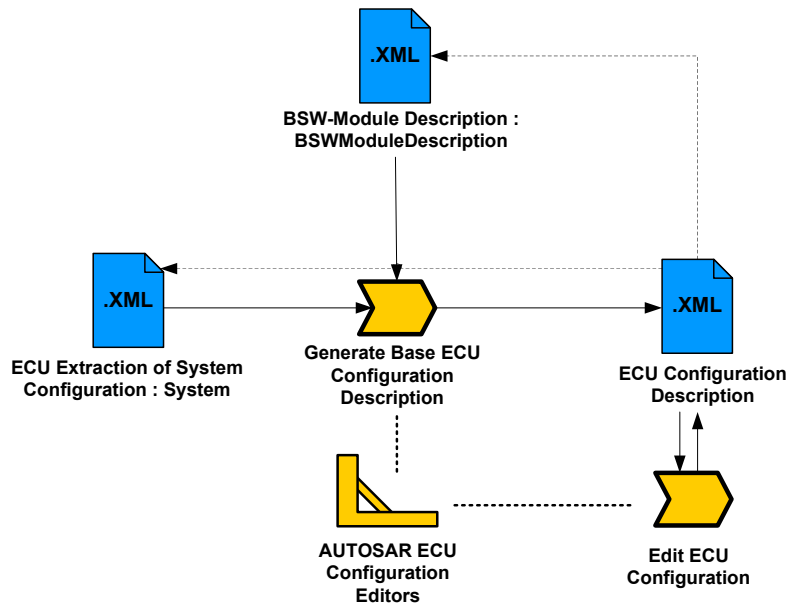 .XML
BSW-Module Description :
BSWModuleDescription
.XML
ECU Extraction of System
Configuration : System
Generate Base ECU
Configuration
Description
.XML
ECU Configuration
Description
AUTOSAR ECU
Configuration
Editors
Edit ECU
Configuration